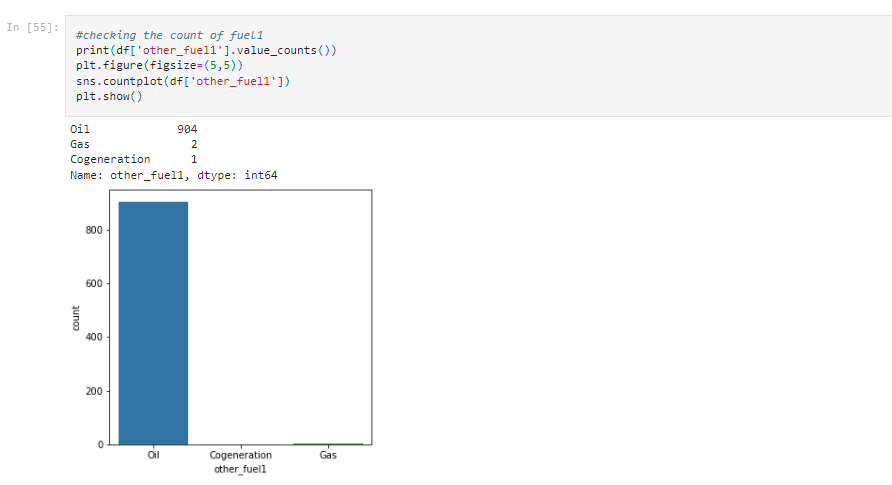 In [55]:
#checking the count of fuel1
print(df['other_fuel1'].value_counts())
plt.figure(figsize=(5,5))
sns.countplot(df['other_fuel1'])
plt.show()
Oil 904
Gas 2
Cogeneration 1
Name: other_fuel1, dtype: int64
800
600
400
200
0
count
Oil Cogeneration Gas
other_fuel1